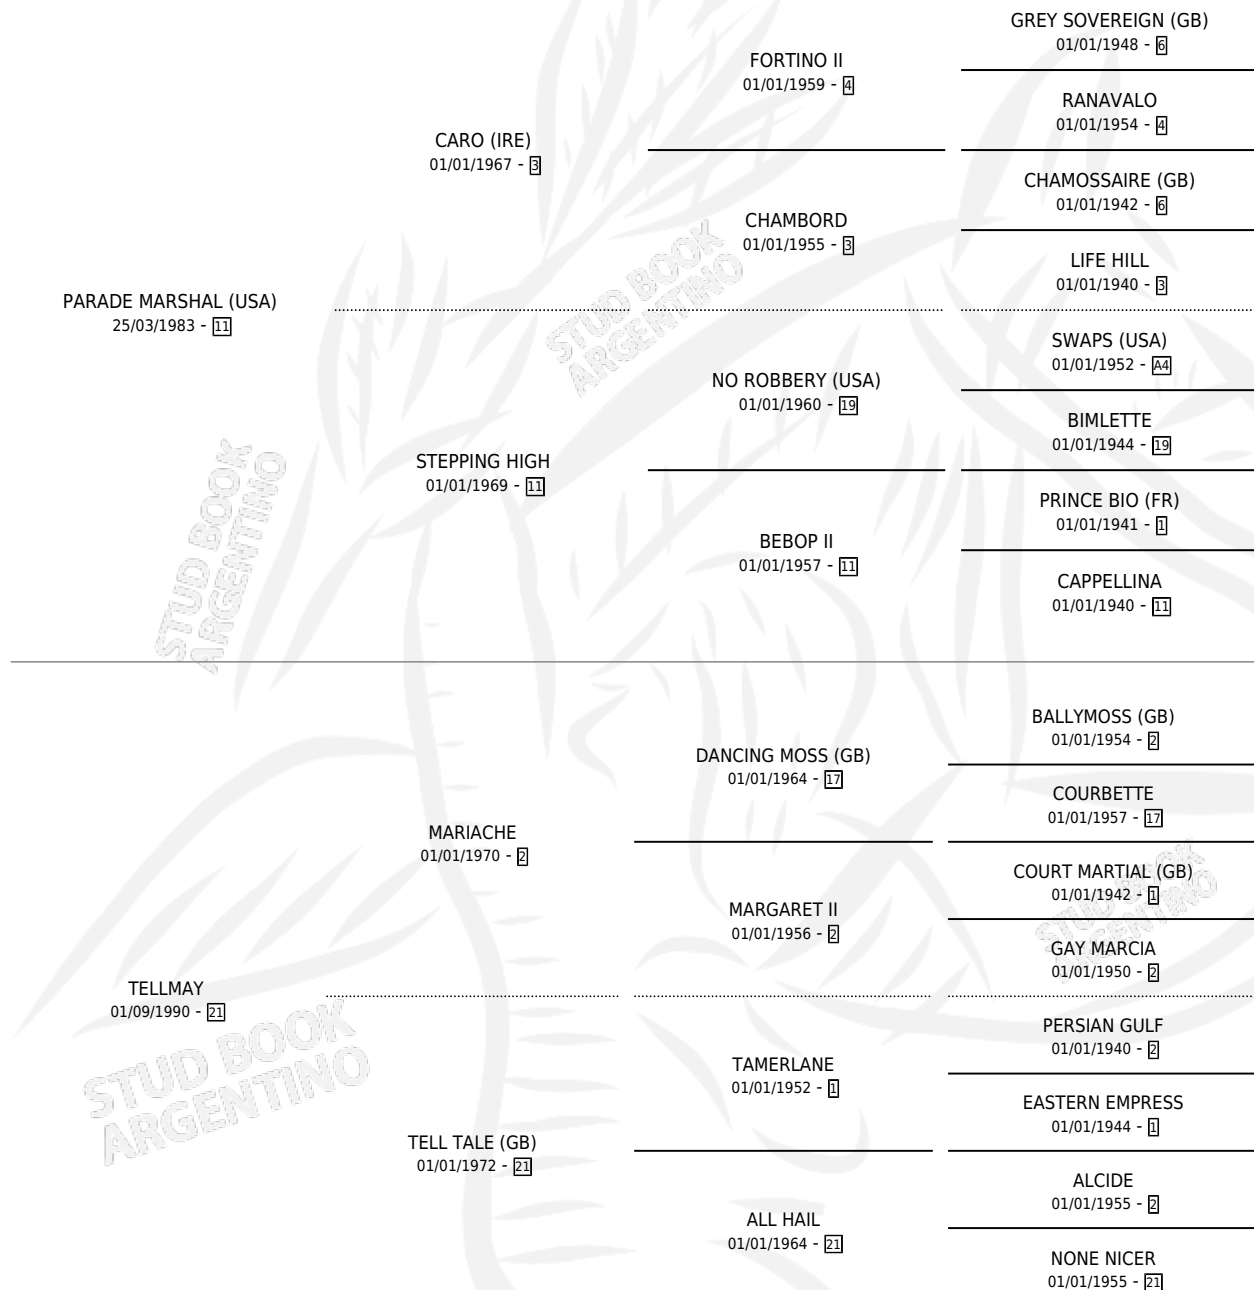 GREY SOVEREIGN (GB)
01/01/1948 - 6
FORTINO II
01/01/1959 - 4
RANAVALO
01/01/1954 - 4
CARO (IRE)
01/01/1967 - 3
CHAMOSSAIRE (GB)
01/01/1942 - 6
CHAMBORD
01/01/1955 - 3
LIFE HILL
01/01/1940 - 3
PARADE MARSHAL (USA)
25/03/1983 - 11
STUD BOOK
ARGENTINO
SWAPS (USA)
01/01/1952 - A4
NO ROBBERY (USA)
01/01/1960 - 19
BIMLETTE
01/01/1944 - 19
STEPPING HIGH
01/01/1969 - 11
PRINCE BIO (FR)
01/01/1941 - 1
BEBOP II
01/01/1957 - 11
CAPPELLINA
01/01/1940 - 11
STUD BOOK
ARGENTINO
BALLYMOSS (GB)
01/01/1954 - 2
DANCING MOSS (GB)
01/01/1964 - 17
COURBETTE
01/01/1957 - 17
MARIACHE
01/01/1970 - 2
COURT MARTIAL (GB)
01/01/1942 - 1
MARGARET II
01/01/1956 - 2
GAY MARCIA
01/01/1950 - 2
STUD BOOK
ARGENTINO
TELLMAY
01/09/1990 - 21
PERSIAN GULF
01/01/1940 - 2
TAMERLANE
01/01/1952 - 1
EASTERN EMPRESS
01/01/1944 - 1
STUD BOOK
ARGENTINO
TELL TALE (GB)
01/01/1972 - 21
ALCIDE
01/01/1955 - 2
ALL HAIL
01/01/1964 - 21
NONE NICER
01/01/1955 - 21